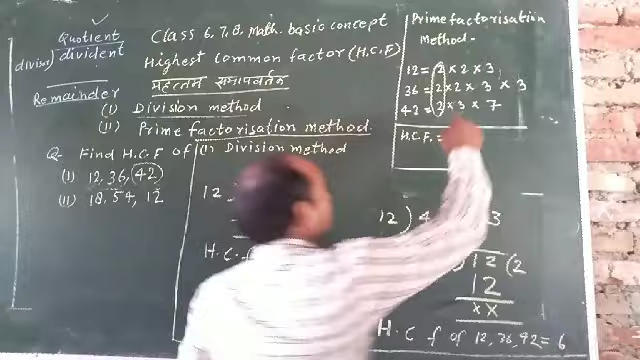 Quotient
divisor) divident
Remainder
Class 6, 7, 8, Math. basic concept
Highest Common factor (H.C.F)
महत्तम समापवर्तक
(I) Division method
(II) Prime factorisation method
Q- Find H.C.F of
(I) 12, 36, 42
(II) 18, 54, 12
(I) Division method
12
H.C.
12 ) 4
3
12 (2
12
xx
H.C f of 12, 36, 42 = 6
Prime factorisation
Method -
12 = 2 × 2 × 3
36 = 2 × 2 × 3 × 3
42 = 2 × 3 × 7
H.C.F. =